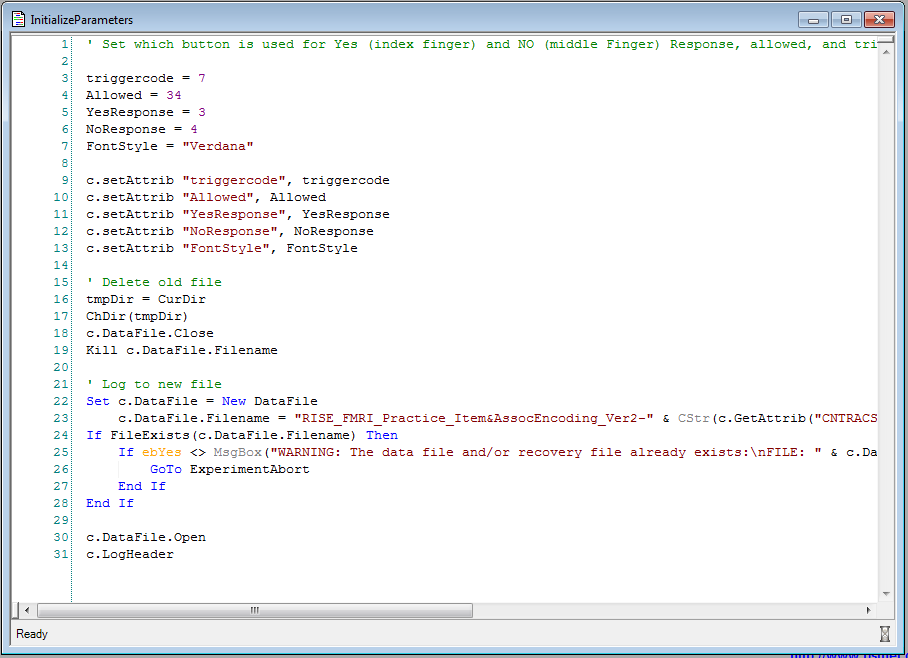 InitializeParameters
1 ' Set which button is used for Yes (index finger) and NO (middle Finger) Response, allowed, and tri
2
3 triggercode = 7
4 Allowed = 34
5 YesResponse = 3
6 NoResponse = 4
7 FontStyle = "Verdana"
8
9 c.setAttrib "triggercode", triggercode
10 c.setAttrib "Allowed", Allowed
11 c.setAttrib "YesResponse", YesResponse
12 c.setAttrib "NoResponse", NoResponse
13 c.setAttrib "FontStyle", FontStyle
14
15 ' Delete old file
16 tmpDir = CurDir
17 ChDir(tmpDir)
18 c.DataFile.Close
19 Kill c.DataFile.Filename
20
21 ' Log to new file
22 Set c.DataFile = New DataFile
23 c.DataFile.Filename = "RISE_FMRI_Practice_Item&AssocEncoding_Ver2-" & CStr(c.GetAttrib("CNTRACS
24 If FileExists(c.DataFile.Filename) Then
25 If ebYes <> MsgBox("WARNING: The data file and/or recovery file already exists:\nFILE: " & c.Da
26 GoTo ExperimentAbort
27 End If
28 End If
29
30 c.DataFile.Open
31 c.LogHeader
Ready